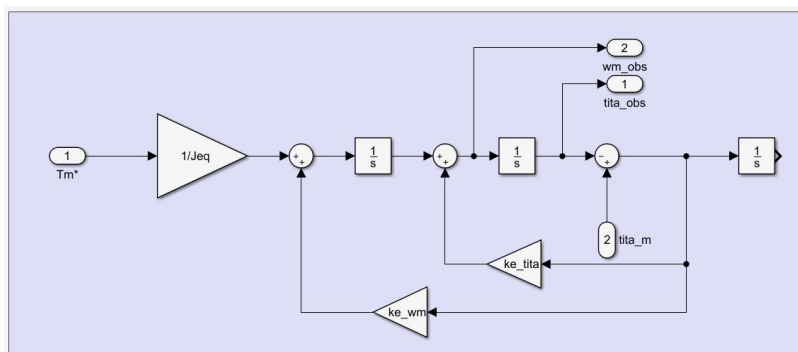 2
wm_obs
1
tita_obs
1
Tm*
1/Jeq
+
+
1
s
+
+
1
s
−
+
1
s
2
tita_m
ke_tita
ke_wm